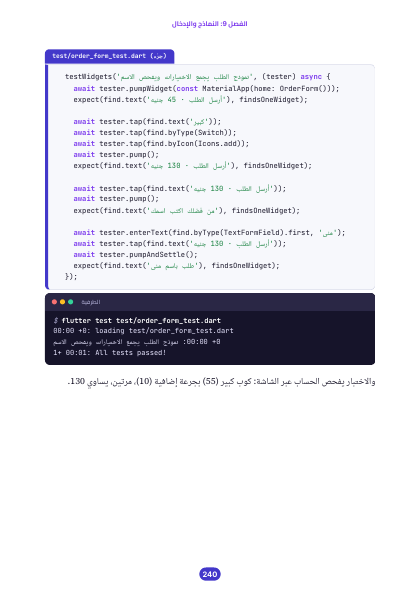 الفصل 9: النماذج والإدخال
test/order_form_test.dart (جزء)
testWidgets('نموذج الطلب يجمع الاختيارات ويفحص الاسم', (tester) async {
await tester.pumpWidget(const MaterialApp(home: OrderForm()));
expect(find.text('أرسل الطلب - 45 جنيه'), findsOneWidget);
await tester.tap(find.text('كبير'));
await tester.tap(find.byType(Switch));
await tester.tap(find.byIcon(Icons.add));
await tester.pump();
expect(find.text('أرسل الطلب - 130 جنيه'), findsOneWidget);
await tester.tap(find.text('أرسل الطلب - 130 جنيه'));
await tester.pump();
expect(find.text('من فضلك اكتب اسمك'), findsOneWidget);
await tester.enterText(find.byType(TextFormField).first, 'منى');
await tester.tap(find.text('أرسل الطلب - 130 جنيه'));
await tester.pumpAndSettle();
expect(find.text('طلب باسم منى'), findsOneWidget);
});
الطرفية
$ flutter test test/order_form_test.dart
00:00 +0: loading test/order_form_test.dart
00:00 +0: نموذج الطلب يجمع الاختيارات ويفحص الاسم
00:01 +1: All tests passed!
والاختبار يفحص الحساب عبر الشاشة: كوب كبير (55) بجرعة إضافية (10)، مرتين، يساوي 130.
240